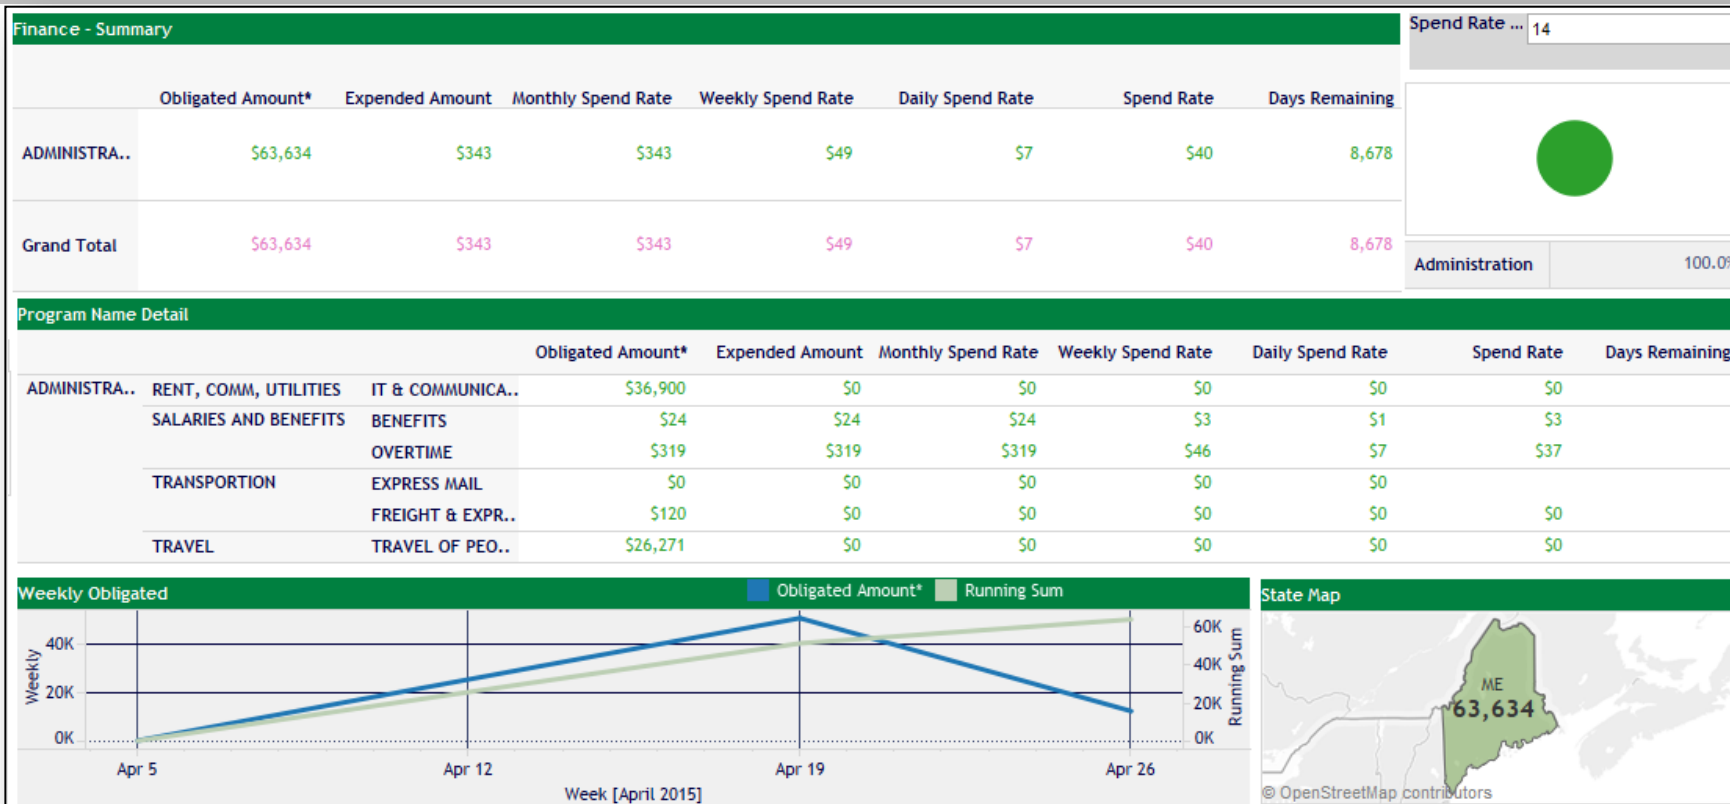 Finance - Summary
Spend Rate ... 14
Obligated Amount* Expended Amount Monthly Spend Rate Weekly Spend Rate Daily Spend Rate Spend Rate Days Remaining
ADMINISTRA.. $63,634 $343 $343 $49 $7 $40 8,678
Grand Total $63,634 $343 $343 $49 $7 $40 8,678
Administration 100.0%
Program Name Detail
Obligated Amount* Expended Amount Monthly Spend Rate Weekly Spend Rate Daily Spend Rate Spend Rate Days Remaining
ADMINISTRA.. RENT, COMM, UTILITIES IT & COMMUNICA.. $36,900 $0 $0 $0 $0 $0
SALARIES AND BENEFITS BENEFITS $24 $24 $24 $3 $1 $3
OVERTIME $319 $319 $319 $46 $7 $37
TRANSPORTION EXPRESS MAIL $0 $0 $0 $0 $0
FREIGHT & EXPR.. $120 $0 $0 $0 $0 $0
TRAVEL TRAVEL OF PEO.. $26,271 $0 $0 $0 $0 $0
Weekly Obligated Obligated Amount* Running Sum
State Map
Weekly
40K
20K
0K
60K
40K
20K
0K
Running Sum
Apr 5 Apr 12 Apr 19 Apr 26
Week [April 2015]
ME
63,634
© OpenStreetMap contributors